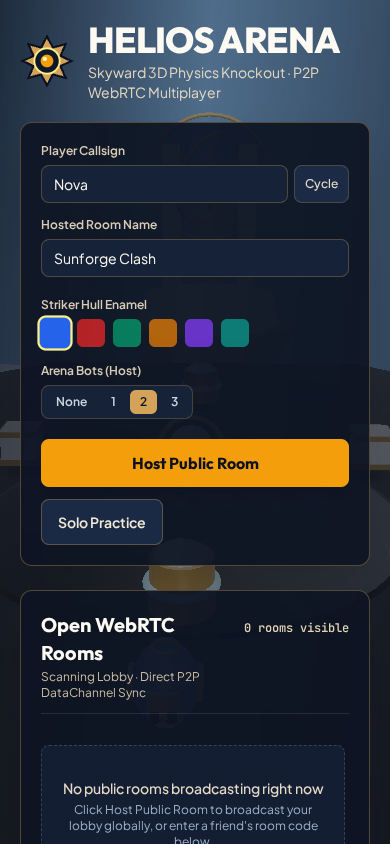 HELIOS ARENA
Skyward 3D Physics Knockout · P2P
WebRTC Multiplayer
Player Callsign
Nova
Cycle
Hosted Room Name
Sunforge Clash
Striker Hull Enamel
Arena Bots (Host)
None 1 2 3
Host Public Room
Solo Practice
Open WebRTC
Rooms
0 rooms visible
Scanning Lobby · Direct P2P
DataChannel Sync
No public rooms broadcasting right now
Click Host Public Room to broadcast your
lobby globally, or enter a friend's room code
below